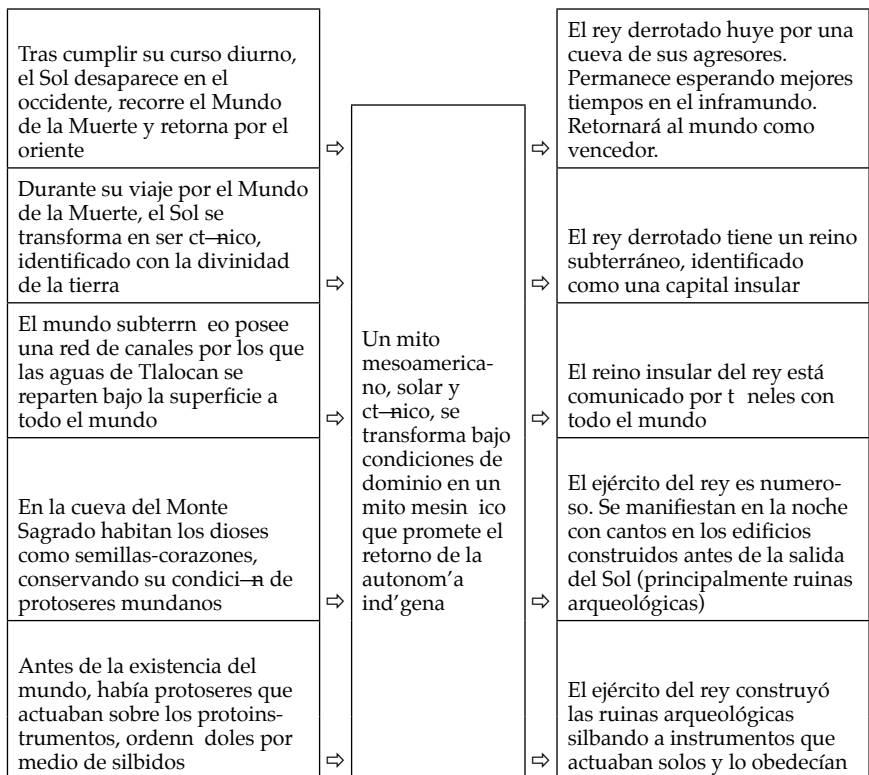 Tras cumplir su curso diurno,
el Sol desaparece en el
occidente, recorre el Mundo
de la Muerte y retorna por el
oriente
⇨
⇨
El rey derrotado huye por una
cueva de sus agresores.
Permanece esperando mejores
tiempos en el inframundo.
Retornará al mundo como
vencedor.
Durante su viaje por el Mundo
de la Muerte, el Sol se
transforma en ser ct—nico,
identificado con la divinidad
de la tierra
⇨
⇨
El rey derrotado tiene un reino
subterráneo, identificado
como una capital insular
El mundo subterrn eo posee
una red de canales por los que
las aguas de Tlalocan se
reparten bajo la superficie a
todo el mundo
⇨
Un mito
mesoamerica-
no, solar y
ct—nico, se
transforma bajo
condiciones de
dominio en un
mito mesin ico
que promete el
retorno de la
autonom'a
ind'gena
⇨
El reino insular del rey está
comunicado por t neles con
todo el mundo
En la cueva del Monte
Sagrado habitan los dioses
como semillas-corazones,
conservando su condici—n de
protoseres mundanos
⇨
⇨
El ejército del rey es numero-
so. Se manifiestan en la noche
con cantos en los edificios
construidos antes de la salida
del Sol (principalmente ruinas
arqueológicas)
Antes de la existencia del
mundo, había protoseres que
actuaban sobre los protoins-
trumentos, ordenn doles por
medio de silbidos
⇨
⇨
El ejército del rey construyó
las ruinas arqueológicas
silbando a instrumentos que
actuaban solos y lo obedecían